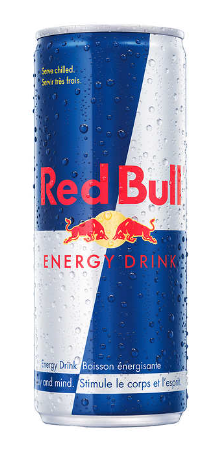 Serve chilled.
Servir très frais.
Red Bull
ENERGY DRINK
Energy Drink Boisson énergisante
and mind. Stimule le corps et l'esprit.